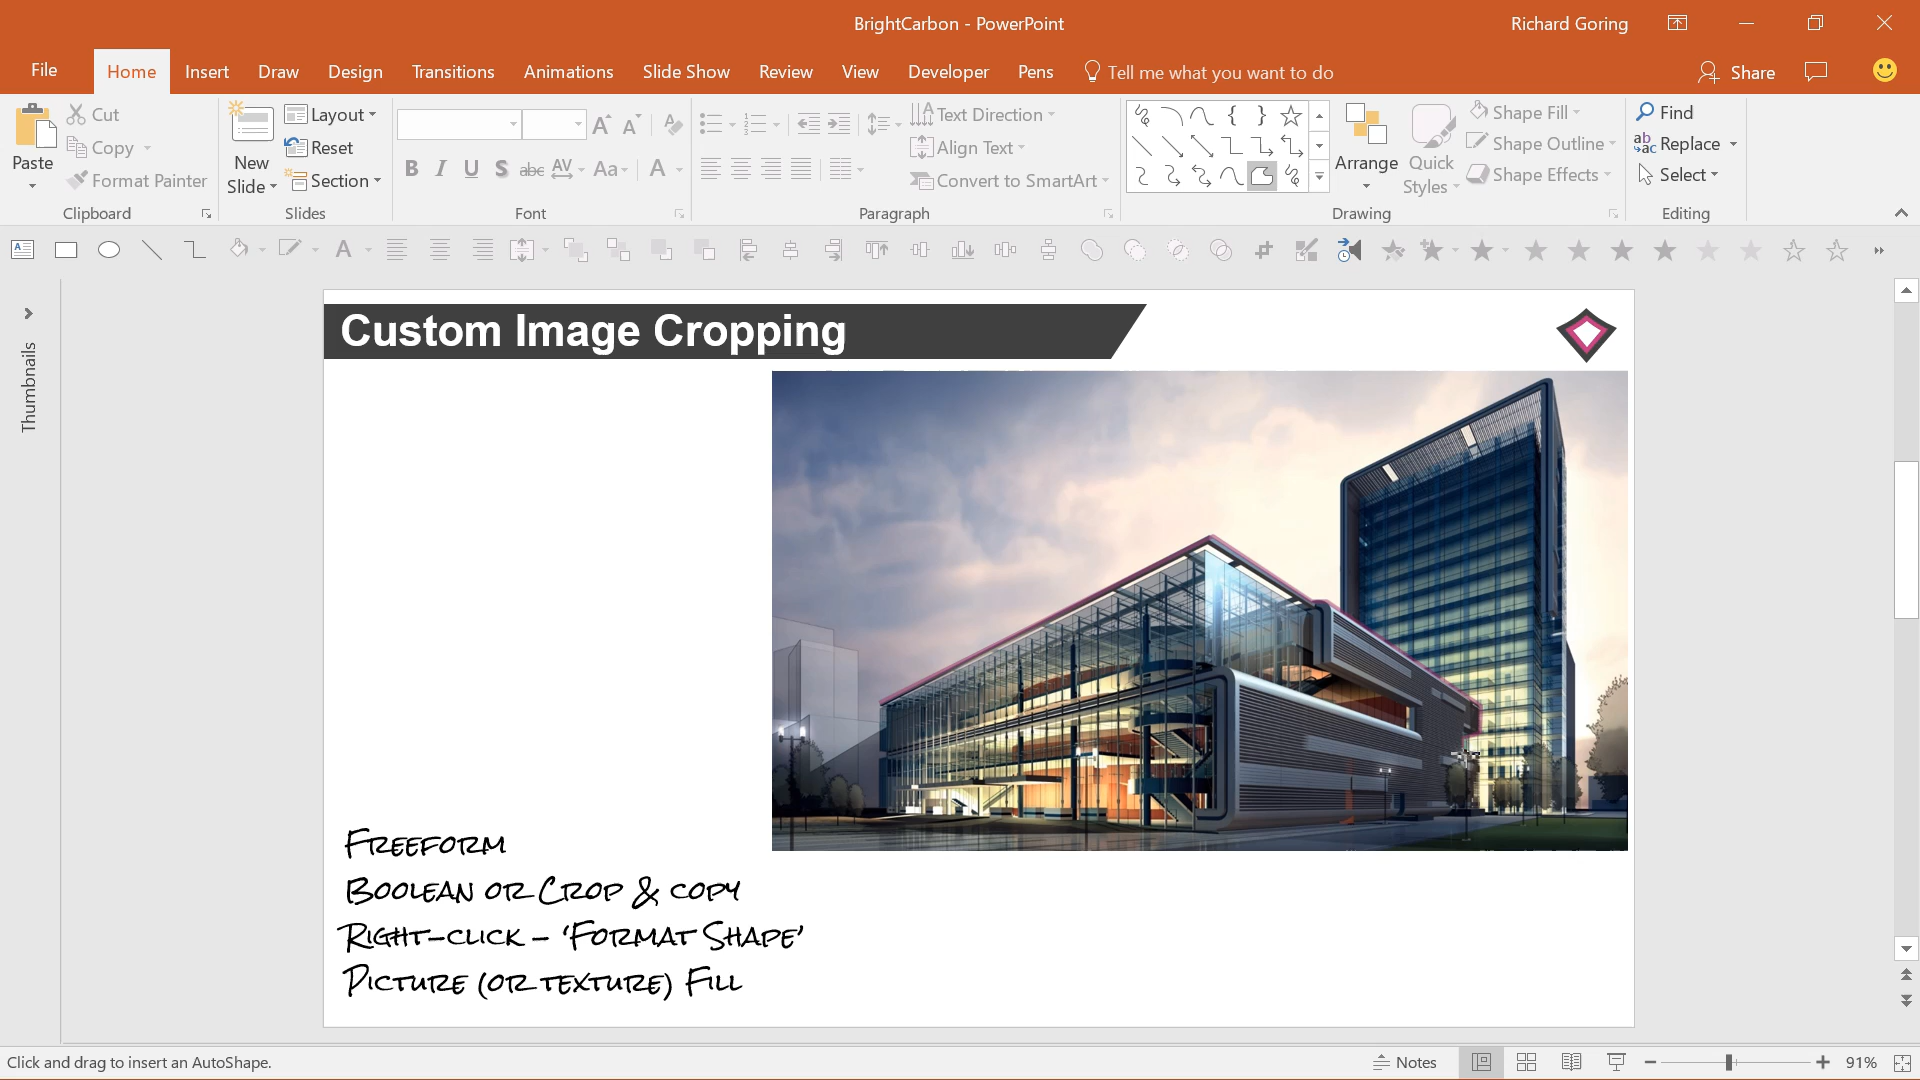 BrightCarbon - PowerPoint
Richard Goring
File Home Insert Draw Design Transitions Animations Slide Show Review View Developer Pens Tell me what you want to do Share
Paste
Cut
Copy
Format Painter
Clipboard
New Slide
Layout
Reset
Section
Slides
B I U S abc AV Aa A
Font
Text Direction
Align Text
Convert to SmartArt
Paragraph
Arrange
Quick Styles
Shape Fill
Shape Outline
Shape Effects
Drawing
Find
Replace
Select
Editing
Thumbnails
Custom Image Cropping
Freeform
Boolean or Crop & copy
Right-click - 'Format Shape'
Picture (or texture) Fill
Click and drag to insert an AutoShape.
Notes
91%